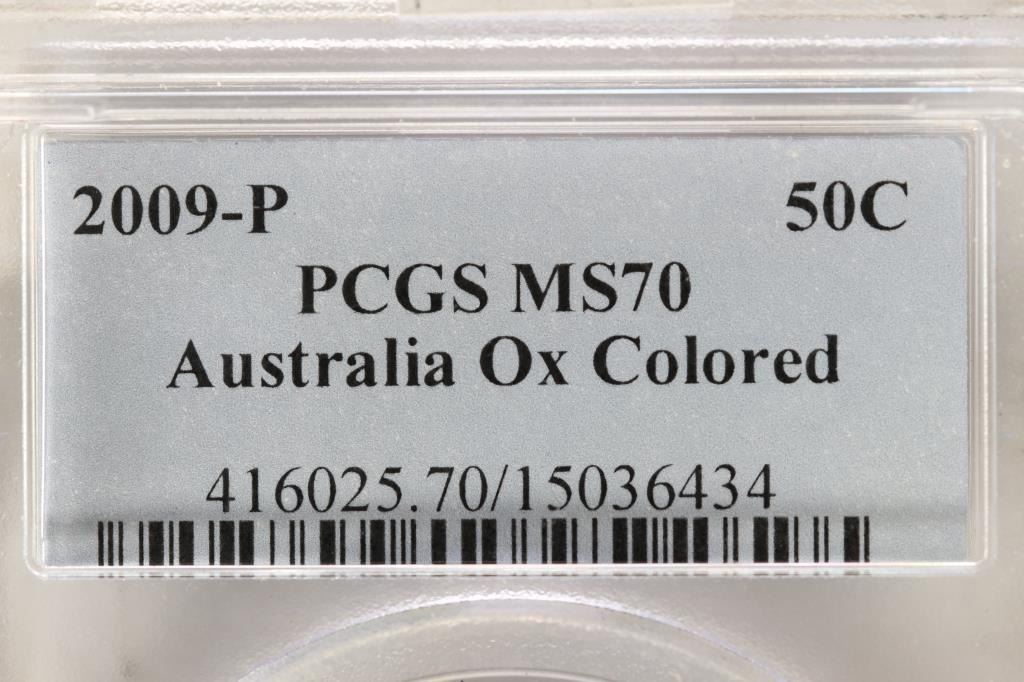 2009-P 50C
PCGS MS70
Australia Ox Colored
416025.70/15036434